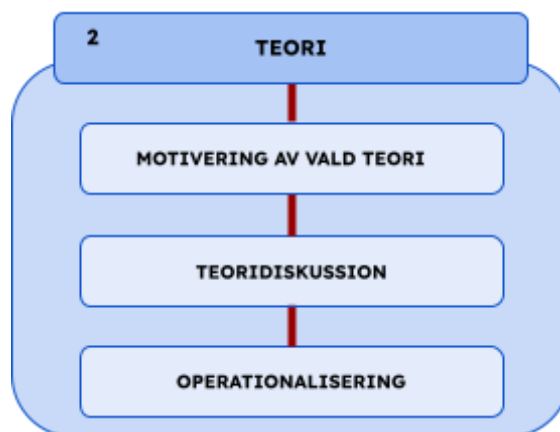 2
TEORI
MOTIVERING AV VALD TEORI
TEORIDISKUSSION
OPERATIONALISERING